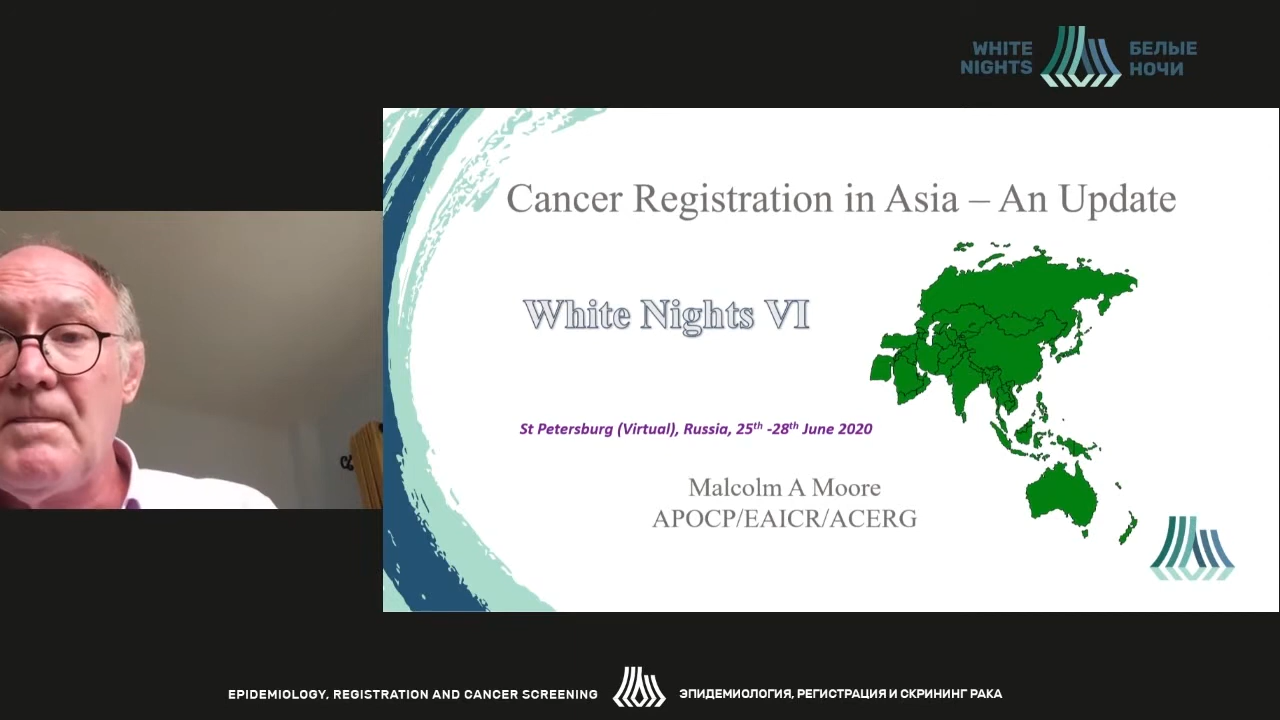 WHITE
NIGHTS
БЕЛЫЕ
НОЧИ
Cancer Registration in Asia – An Update
White Nights VI
St Petersburg (Virtual), Russia, 25th -28th June 2020
Malcolm A Moore
APOCP/EAICR/ACERG
EPIDEMIOLOGY, REGISTRATION AND CANCER SCREENING
ЭПИДЕМИОЛОГИЯ, РЕГИСТРАЦИЯ И СКРИНИНГ РАКА